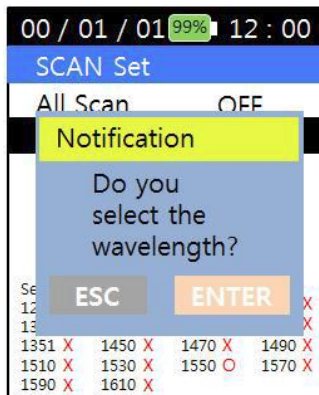 00 / 01 / 01 99% 12 : 00
SCAN Set
All Scan OFF
Notification
Do you
select the
wavelength?
ESC ENTER
X
X
1351 X 1450 X 1470 X 1490 X
1510 X 1530 X 1550 O 1570 X
1590 X 1610 X